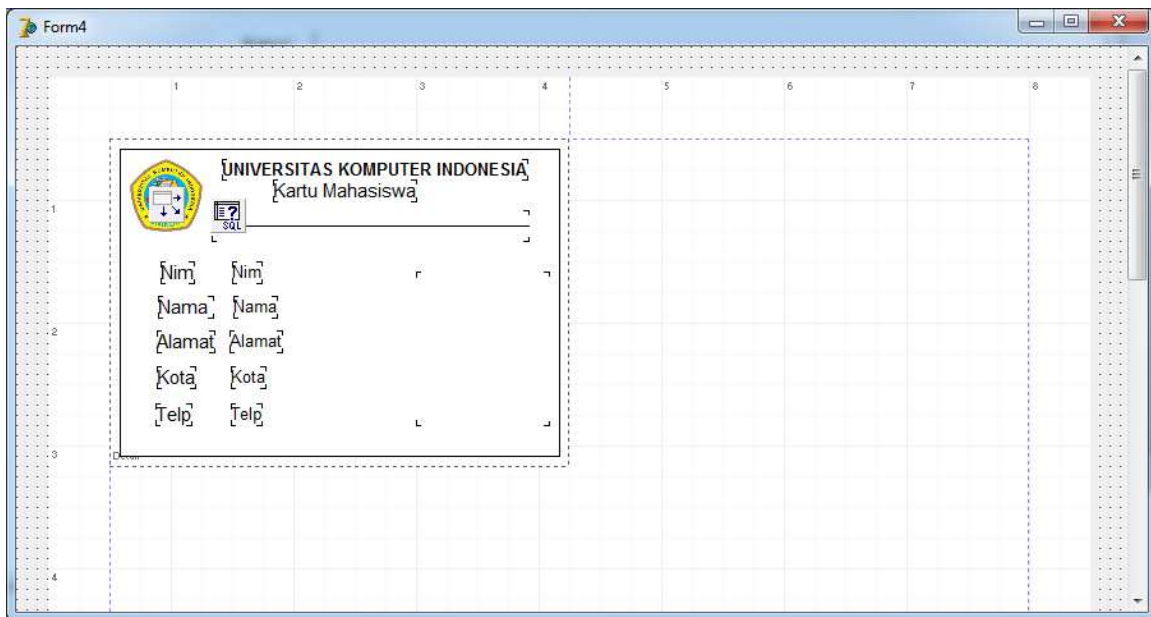 Form4
1 2 3 4 5 6 7 8
UNIVERSITAS KOMPUTER INDONESIA
Kartu Mahasiswa
1
SQL
Nim Nim
Nama Nama
2
Alamat Alamat
Kota Kota
Telp Telp
3
4